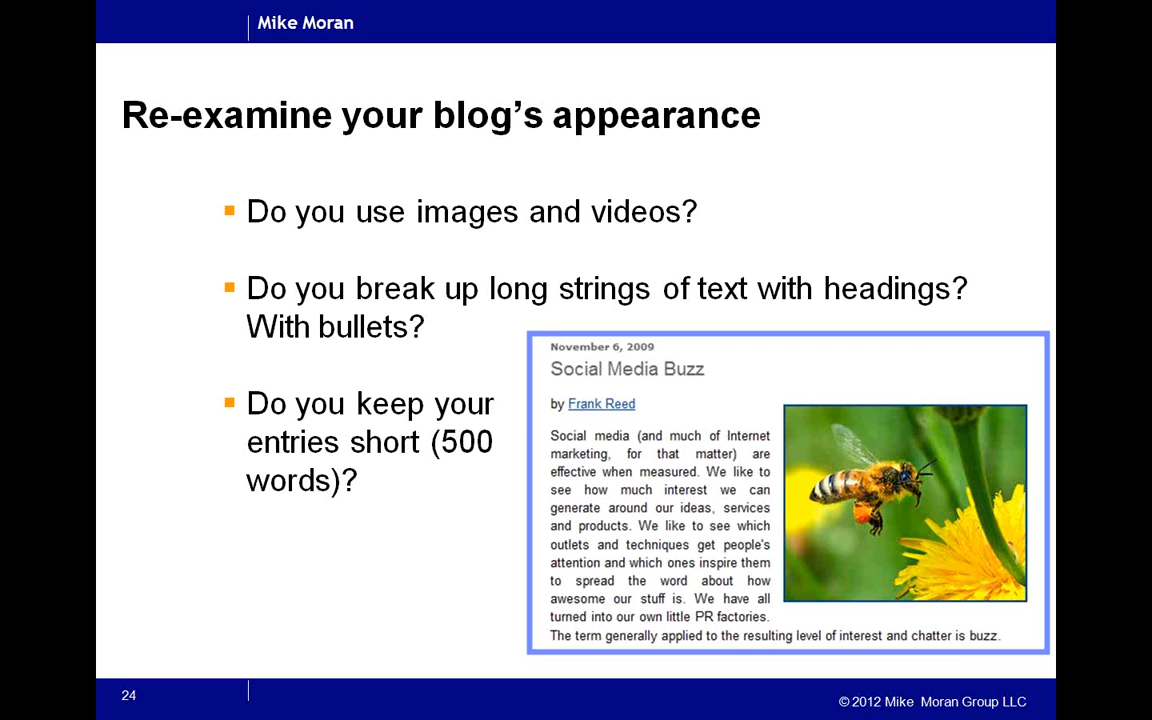 Mike Moran
Re-examine your blog's appearance
Do you use images and videos?
Do you break up long strings of text with headings?
With bullets?
Do you keep your
entries short (500
words)?
November 6, 2009
Social Media Buzz
by Frank Reed
Social media (and much of Internet
marketing, for that matter) are
effective when measured. We like to
see how much interest we can
generate around our ideas, services
and products. We like to see which
outlets and techniques get people's
attention and which ones inspire them
to spread the word about how
awesome our stuff is. We have all
turned into our own little PR factories.
The term generally applied to the resulting level of interest and chatter is buzz.
24
© 2012 Mike Moran Group LLC